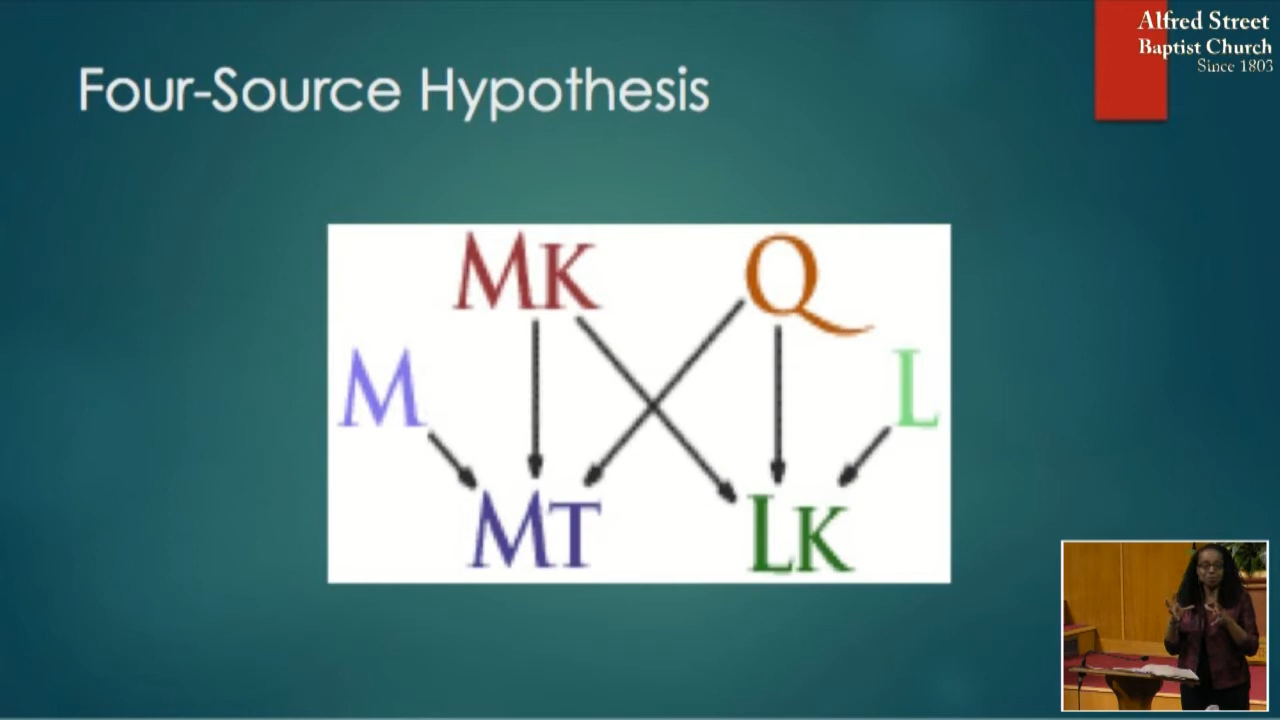 Alfred Street
Baptist Church
Since 1803
Four-Source Hypothesis
MK Q
M L
MT LK